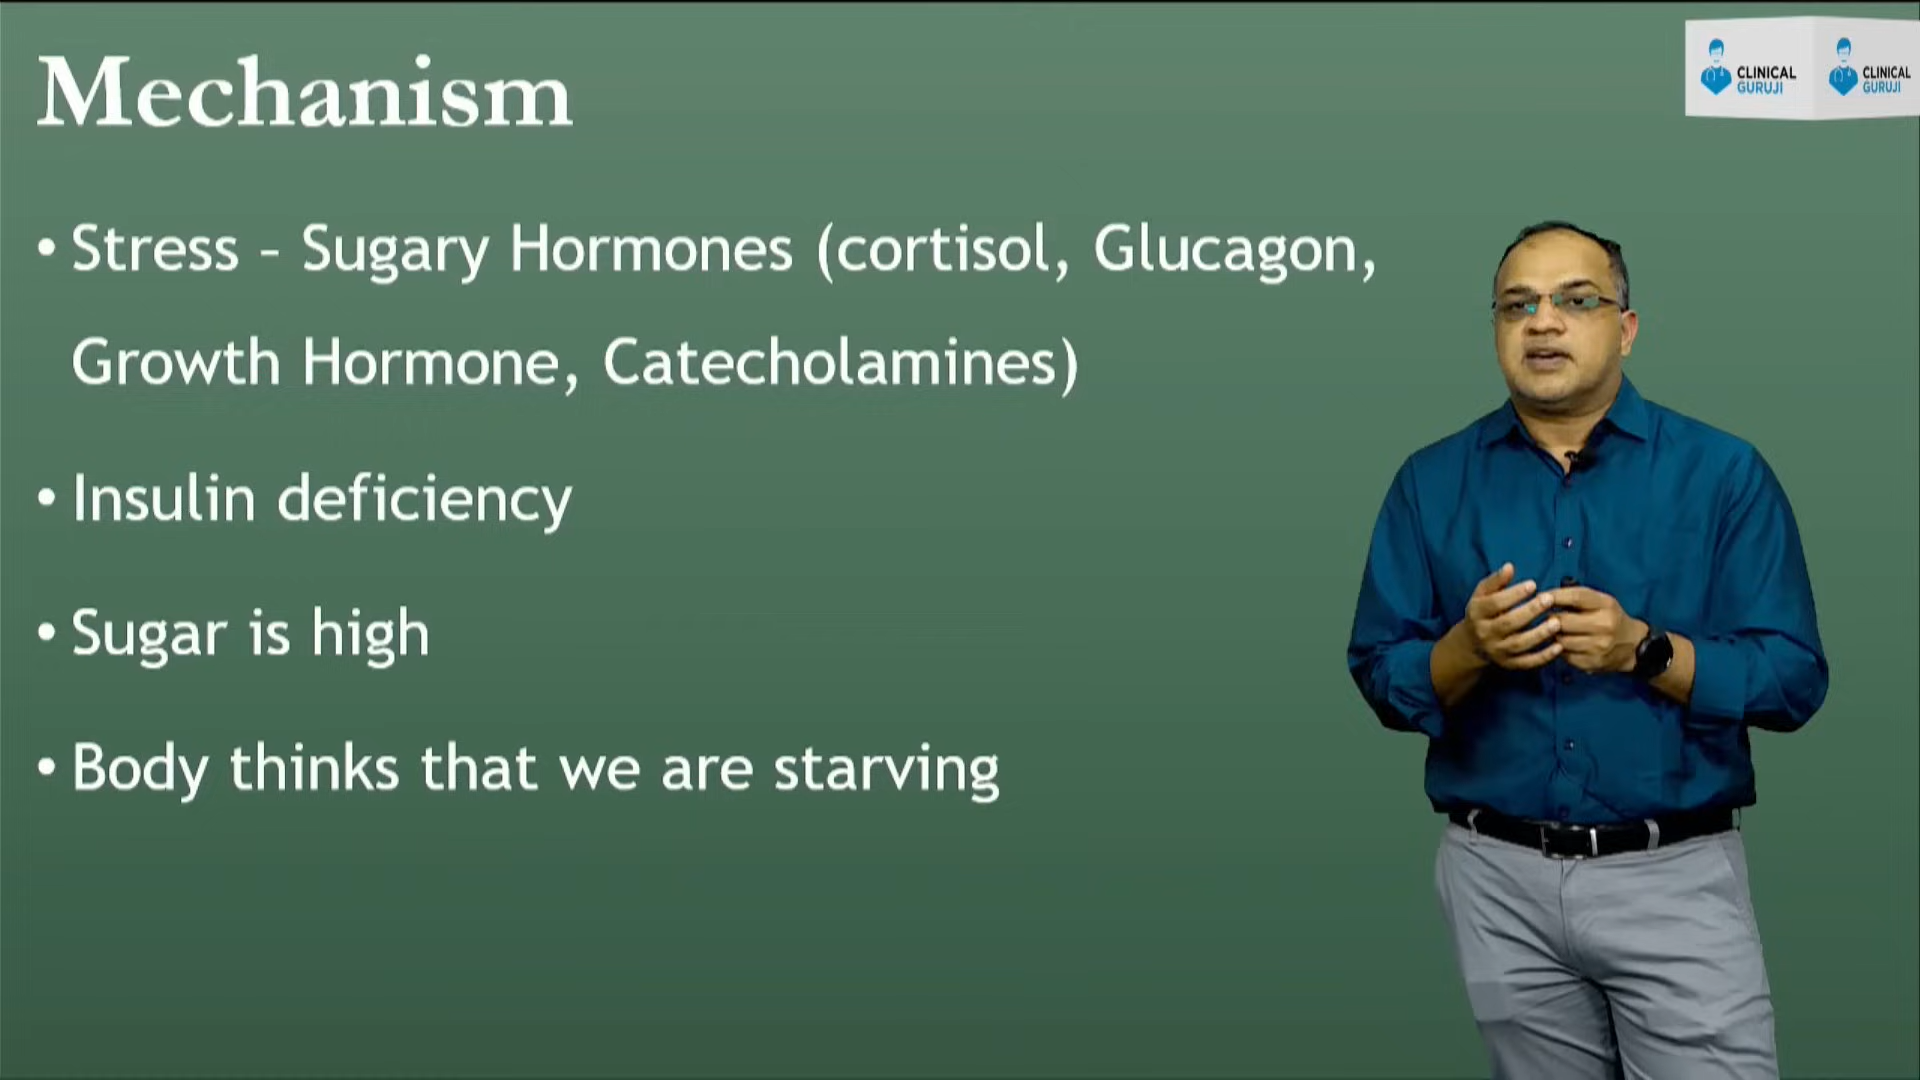 Mechanism
CLINICAL
GURUJI
CLINICAL
GURUJI
• Stress – Sugary Hormones (cortisol, Glucagon,
Growth Hormone, Catecholamines)
• Insulin deficiency
• Sugar is high
• Body thinks that we are starving